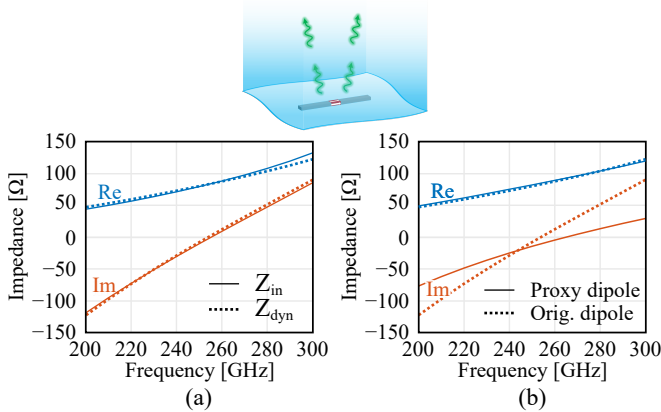 150
100
50
0
−50
−100
−150
200 220 240 260 280 300
Impedance [Ω]
Frequency [GHz]
Re
Im
Z_in
Z_dyn
(a)
150
100
50
0
−50
−100
−150
200 220 240 260 280 300
Impedance [Ω]
Frequency [GHz]
Re
Im
Proxy dipole
Orig. dipole
(b)